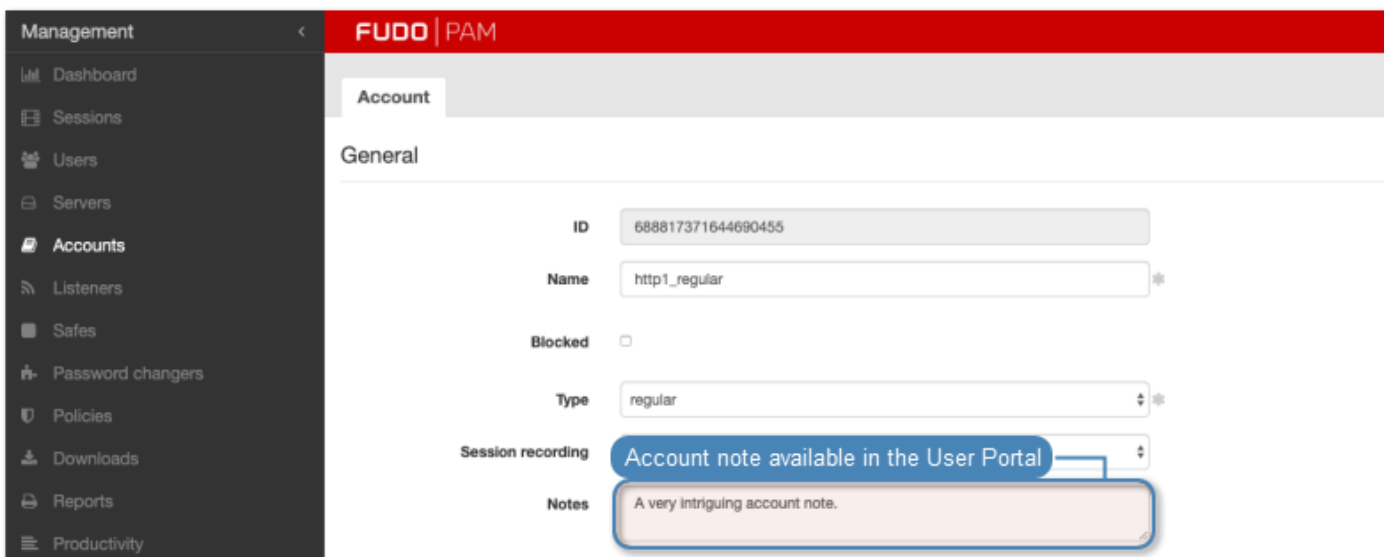 Management
FUDO PAM
Dashboard
Account
Sessions
Users
General
Servers
ID 688817371644690455
Accounts
Name http1_regular
Listeners
Safes
Blocked
Password changers
Type regular
Policies
Session recording
Account note available in the User Portal
Downloads
Notes A very intriguing account note.
Reports
Productivity